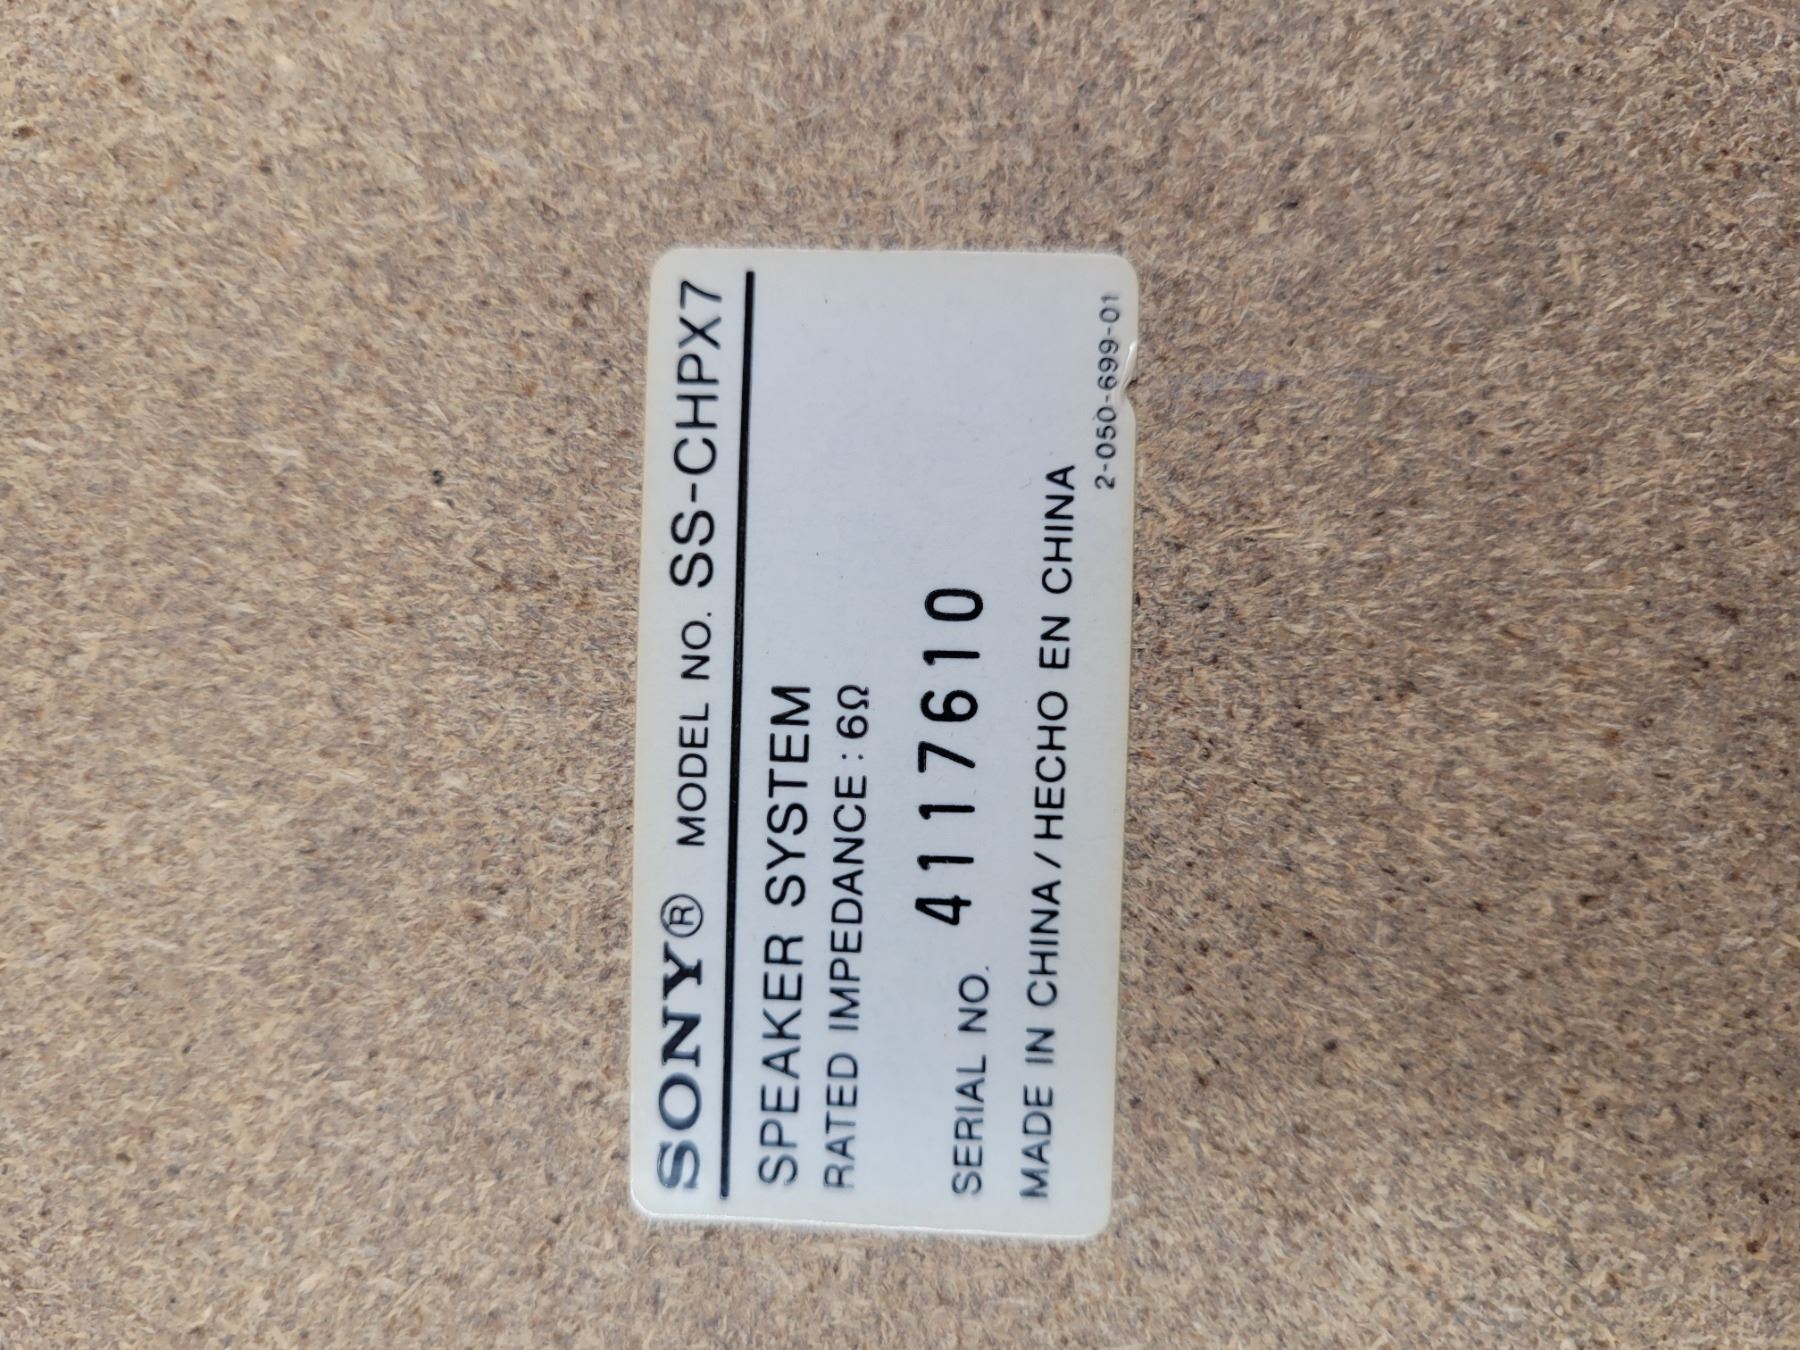 SONY® MODEL NO. SS-CHPX7
SPEAKER SYSTEM
RATED IMPEDANCE : 6Ω
SERIAL NO. 4117610
MADE IN CHINA / HECHO EN CHINA
2-050-699-01